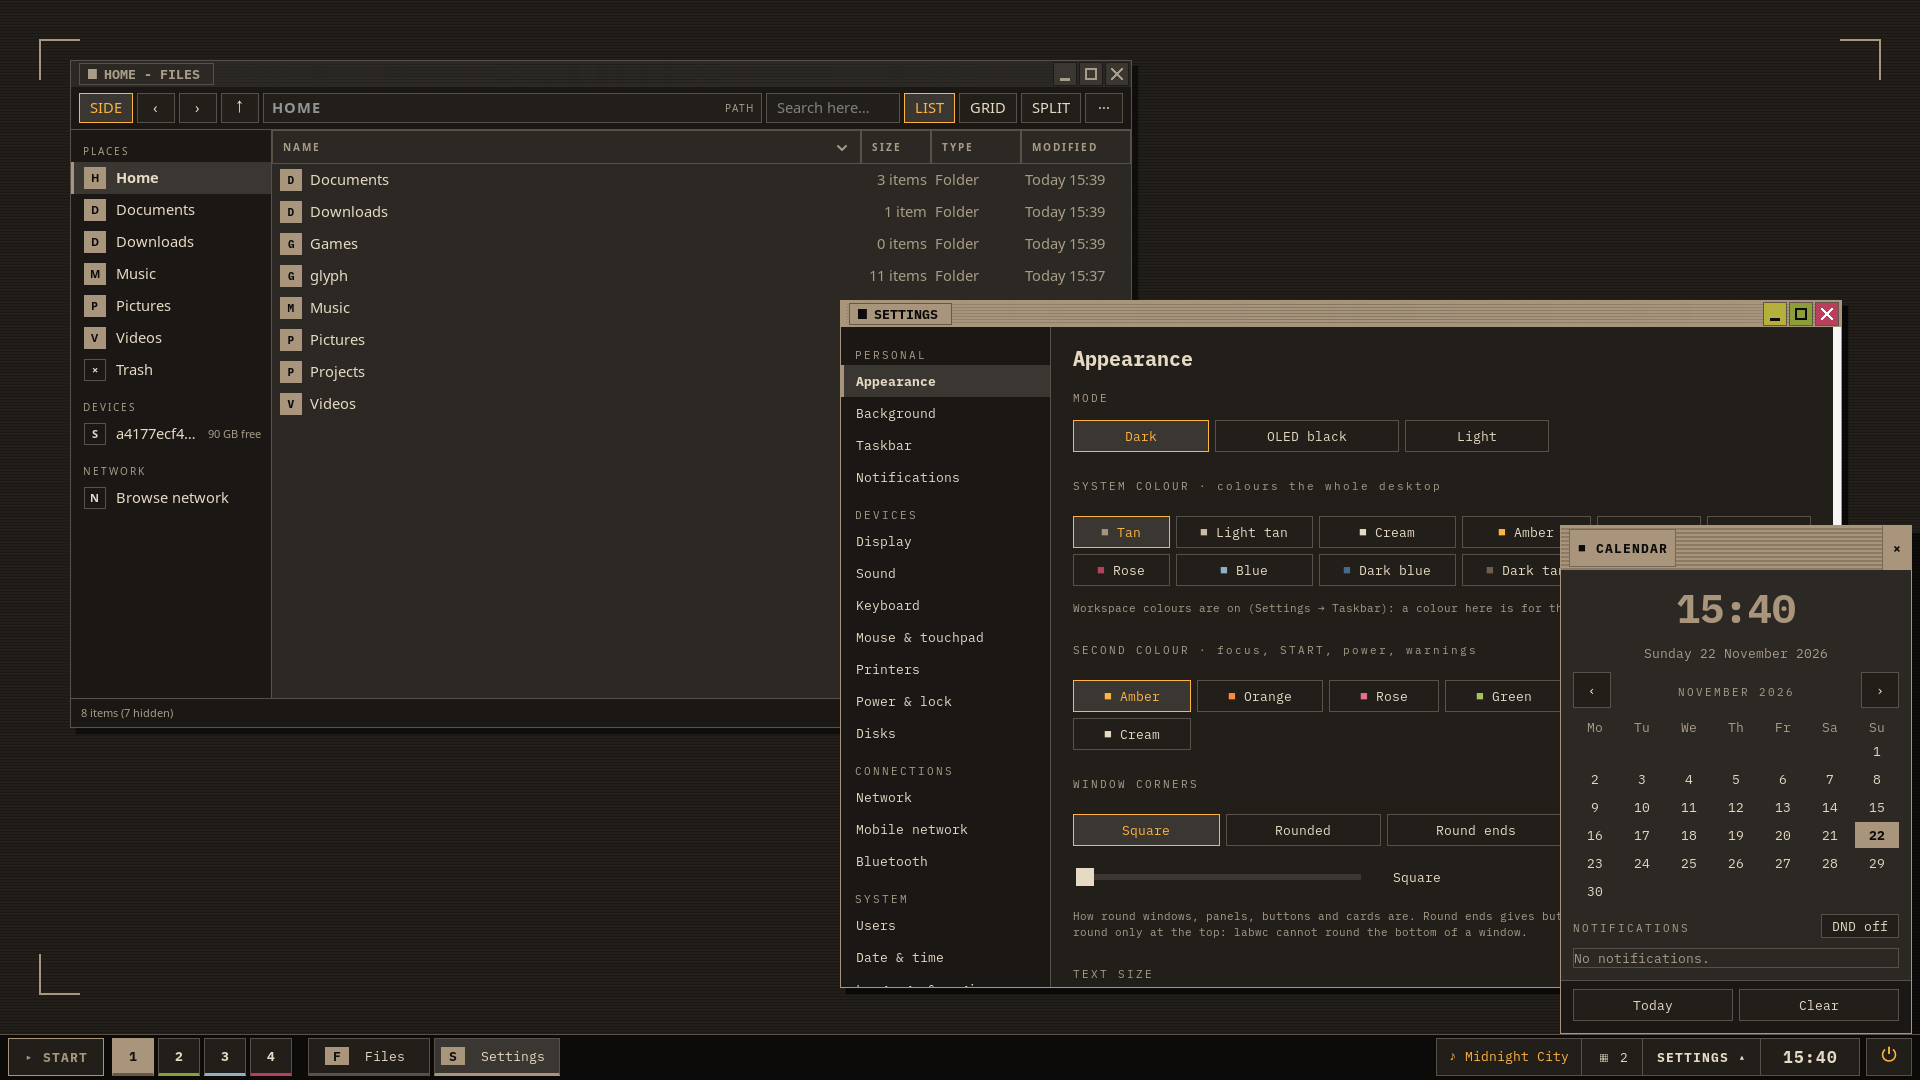 HOME - FILES
SIDE ‹ › ↑ HOME PATH Search here... LIST GRID SPLIT ...
PLACES
H Home
D Documents
D Downloads
M Music
P Pictures
V Videos
× Trash
DEVICES
S a4177ecf4... 90 GB free
NETWORK
N Browse network
NAME SIZE TYPE MODIFIED
D Documents 3 items Folder Today 15:39
D Downloads 1 item Folder Today 15:39
G Games 0 items Folder Today 15:39
G glyph 11 items Folder Today 15:37
M Music
P Pictures
P Projects
V Videos
8 items (7 hidden)
SETTINGS
PERSONAL
Appearance
Background
Taskbar
Notifications
DEVICES
Display
Sound
Keyboard
Mouse & touchpad
Printers
Power & lock
Disks
CONNECTIONS
Network
Mobile network
Bluetooth
SYSTEM
Users
Date & time
Appearance
MODE
Dark OLED black Light
SYSTEM COLOUR · colours the whole desktop
Tan Light tan Cream Amber
Rose Blue Dark blue Dark tan
Workspace colours are on (Settings → Taskbar): a colour here is for
SECOND COLOUR · focus, START, power, warnings
Amber Orange Rose Green
Cream
WINDOW CORNERS
Square Rounded Round ends
Square
How round windows, panels, buttons and cards are. Round ends gives
round only at the top: labwc cannot round the bottom of a window.
TEXT SIZE
CALENDAR ×
15:40
Sunday 22 November 2026
‹ NOVEMBER 2026 ›
Mo Tu We Th Fr Sa Su
1
2 3 4 5 6 7 8
9 10 11 12 13 14 15
16 17 18 19 20 21 22
23 24 25 26 27 28 29
30
NOTIFICATIONS DND off
No notifications.
Today Clear
▸ START 1 2 3 4 F Files S Settings ♪ Midnight City ▦ 2 SETTINGS ▴ 15:40